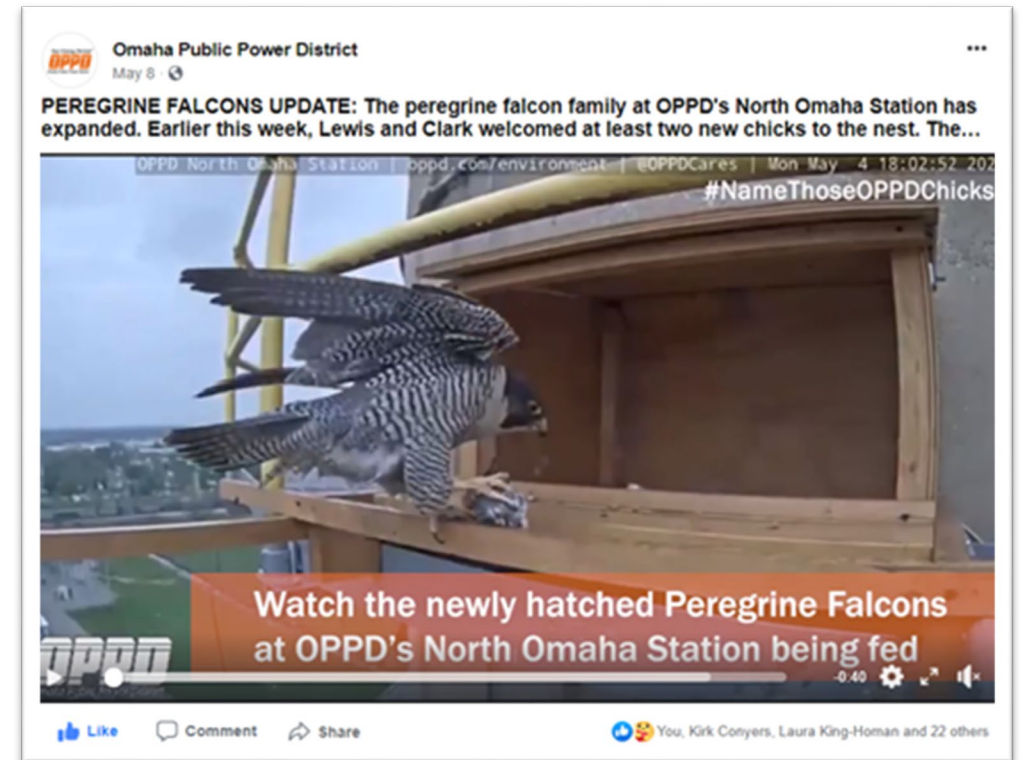 OPPD
Omaha Public Power District
May 8
PEREGRINE FALCONS UPDATE: The peregrine falcon family at OPPD's North Omaha Station has
expanded. Earlier this week, Lewis and Clark welcomed at least two new chicks to the nest. The...
OPPD North Omaha Station | oppd.com/environment | @OPPDCares | Mon May 4 18:02:52 202
#NameThoseOPPDChicks
Watch the newly hatched Peregrine Falcons
at OPPD's North Omaha Station being fed
OPPD
-0:40
Like Comment Share You, Kirk Conyers, Laura King-Homan and 22 others